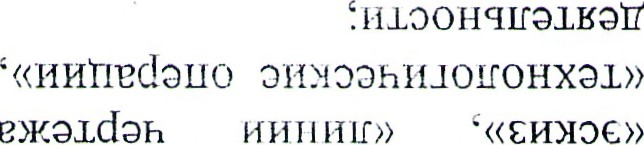 «эскиз», «линии чертежа
«технологические операции»,
деятельности;